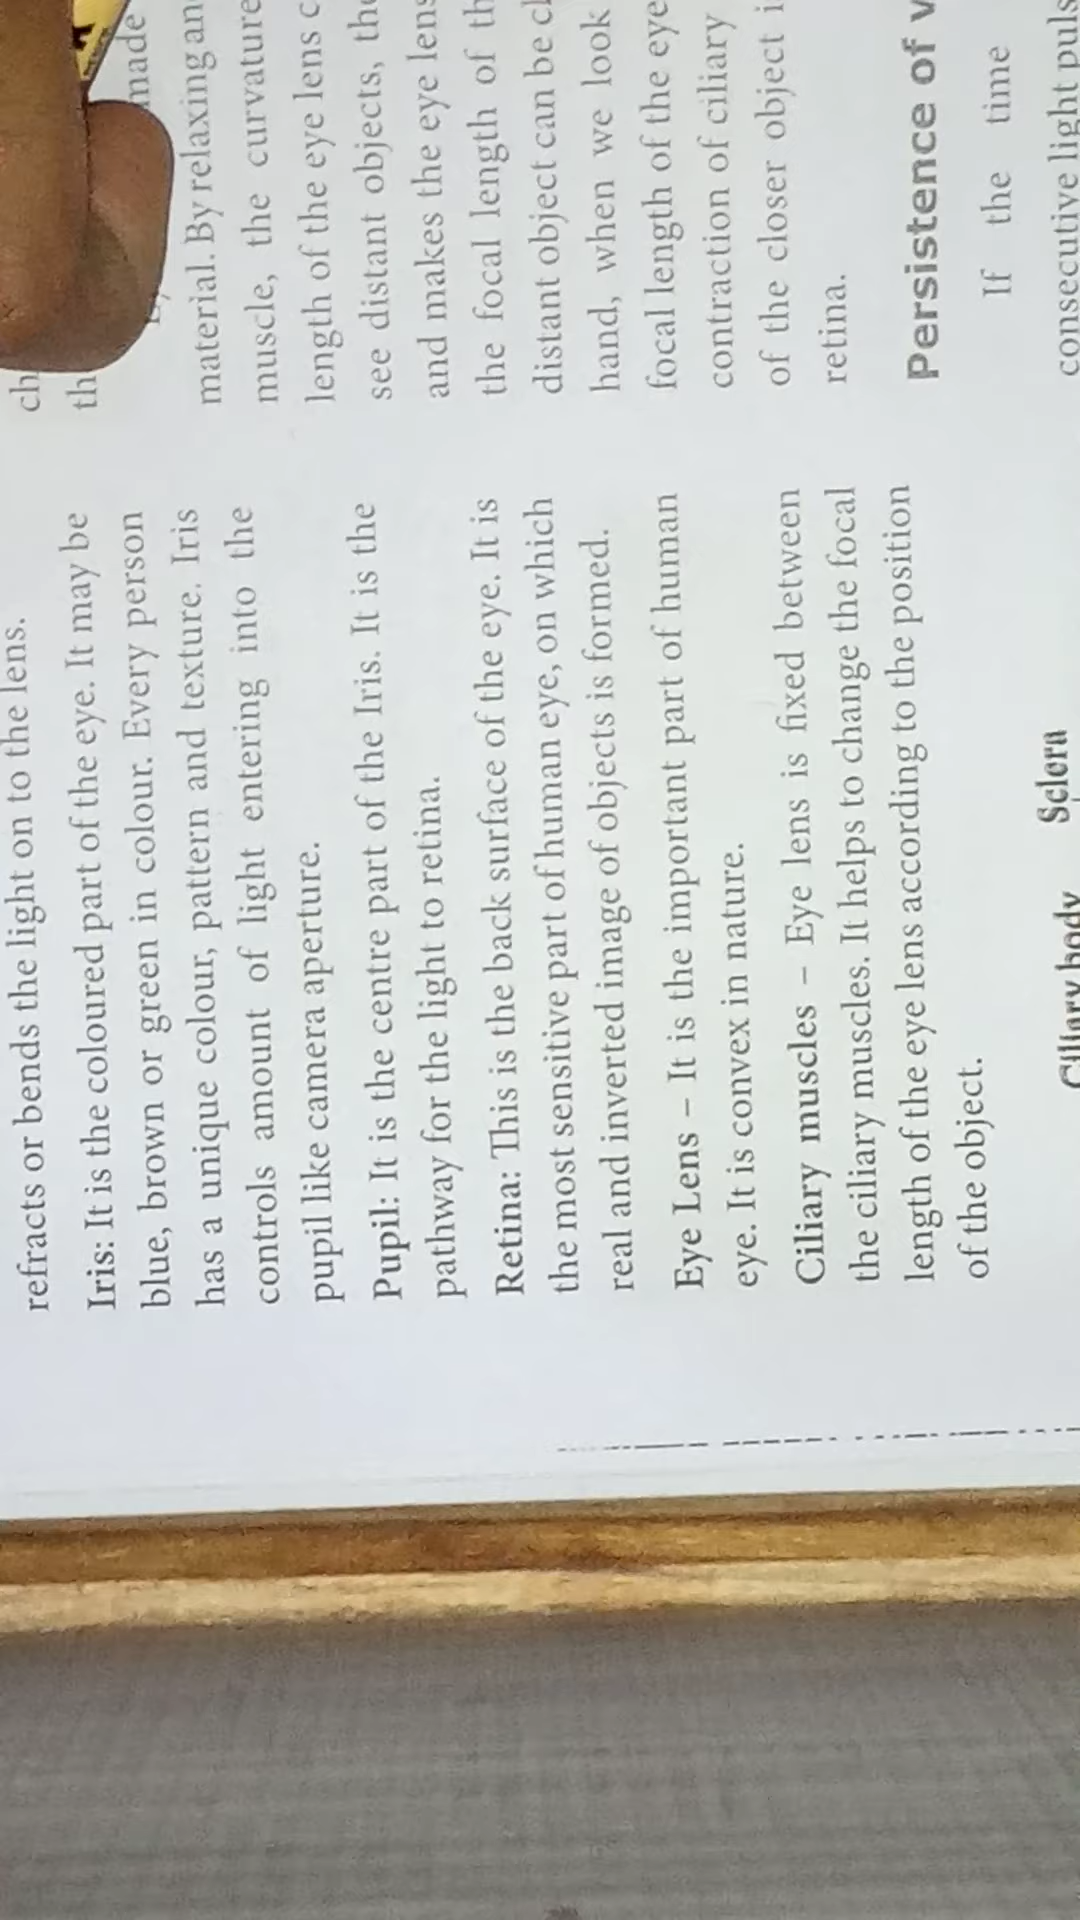 refracts or bends the light on to the lens.
Iris: It is the coloured part of the eye. It may be
blue, brown or green in colour. Every person
has a unique colour, pattern and texture. Iris
controls amount of light entering into the
pupil like camera aperture.
Pupil: It is the centre part of the Iris. It is the
pathway for the light to retina.
Retina: This is the back surface of the eye. It is
the most sensitive part of human eye, on which
real and inverted image of objects is formed.
Eye Lens – It is the important part of human
eye. It is convex in nature.
Ciliary muscles – Eye lens is fixed between
the ciliary muscles. It helps to change the focal
length of the eye lens according to the position
of the object.
Sclera
Ciliary body
ch
th
made
material. By relaxing an
muscle, the curvature
length of the eye lens c
see distant objects, the
and makes the eye lens
the focal length of th
distant object can be cl
hand, when we look
focal length of the eye
contraction of ciliary
of the closer object i
retina.
Persistence of v
If the time
consecutive light puls